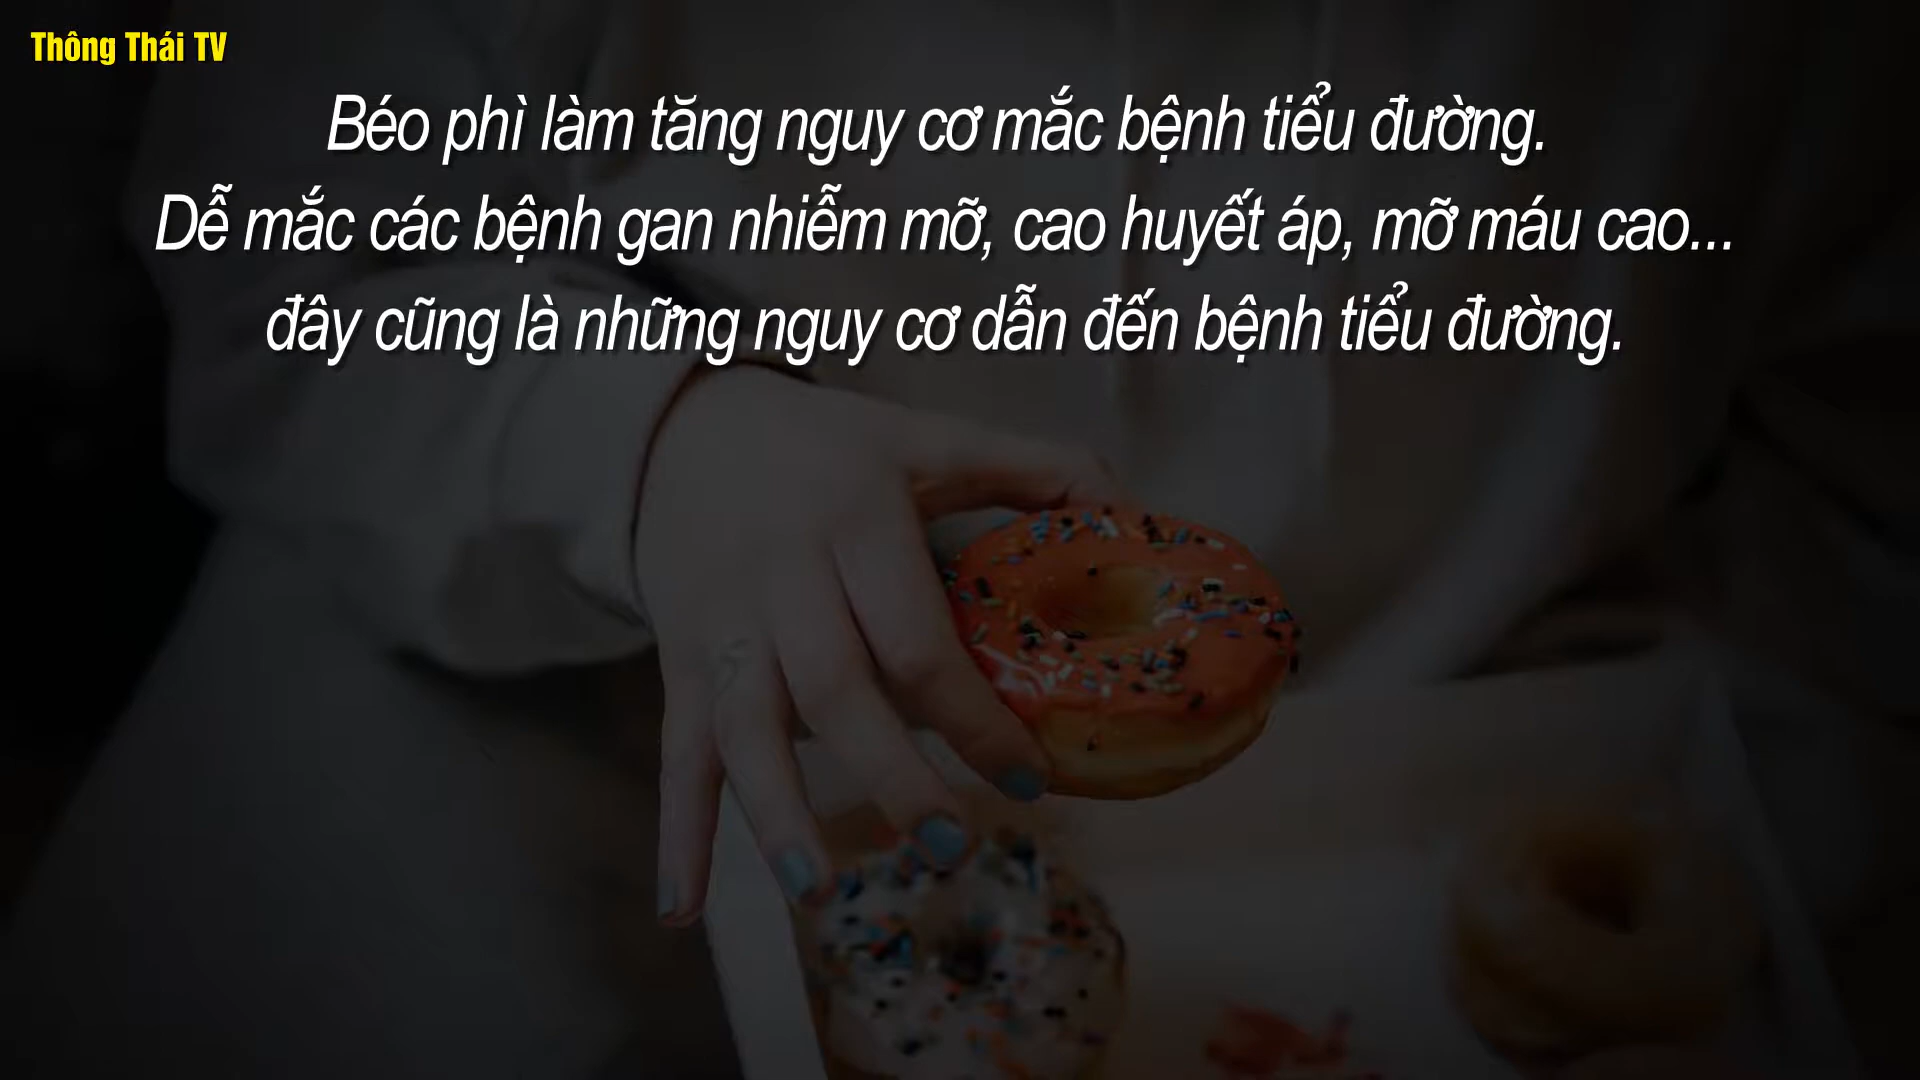 Thông Thái TV
Béo phì làm tăng nguy cơ mắc bệnh tiểu đường.
Dễ mắc các bệnh gan nhiễm mỡ, cao huyết áp, mỡ máu cao...
đây cũng là những nguy cơ dẫn đến bệnh tiểu đường.